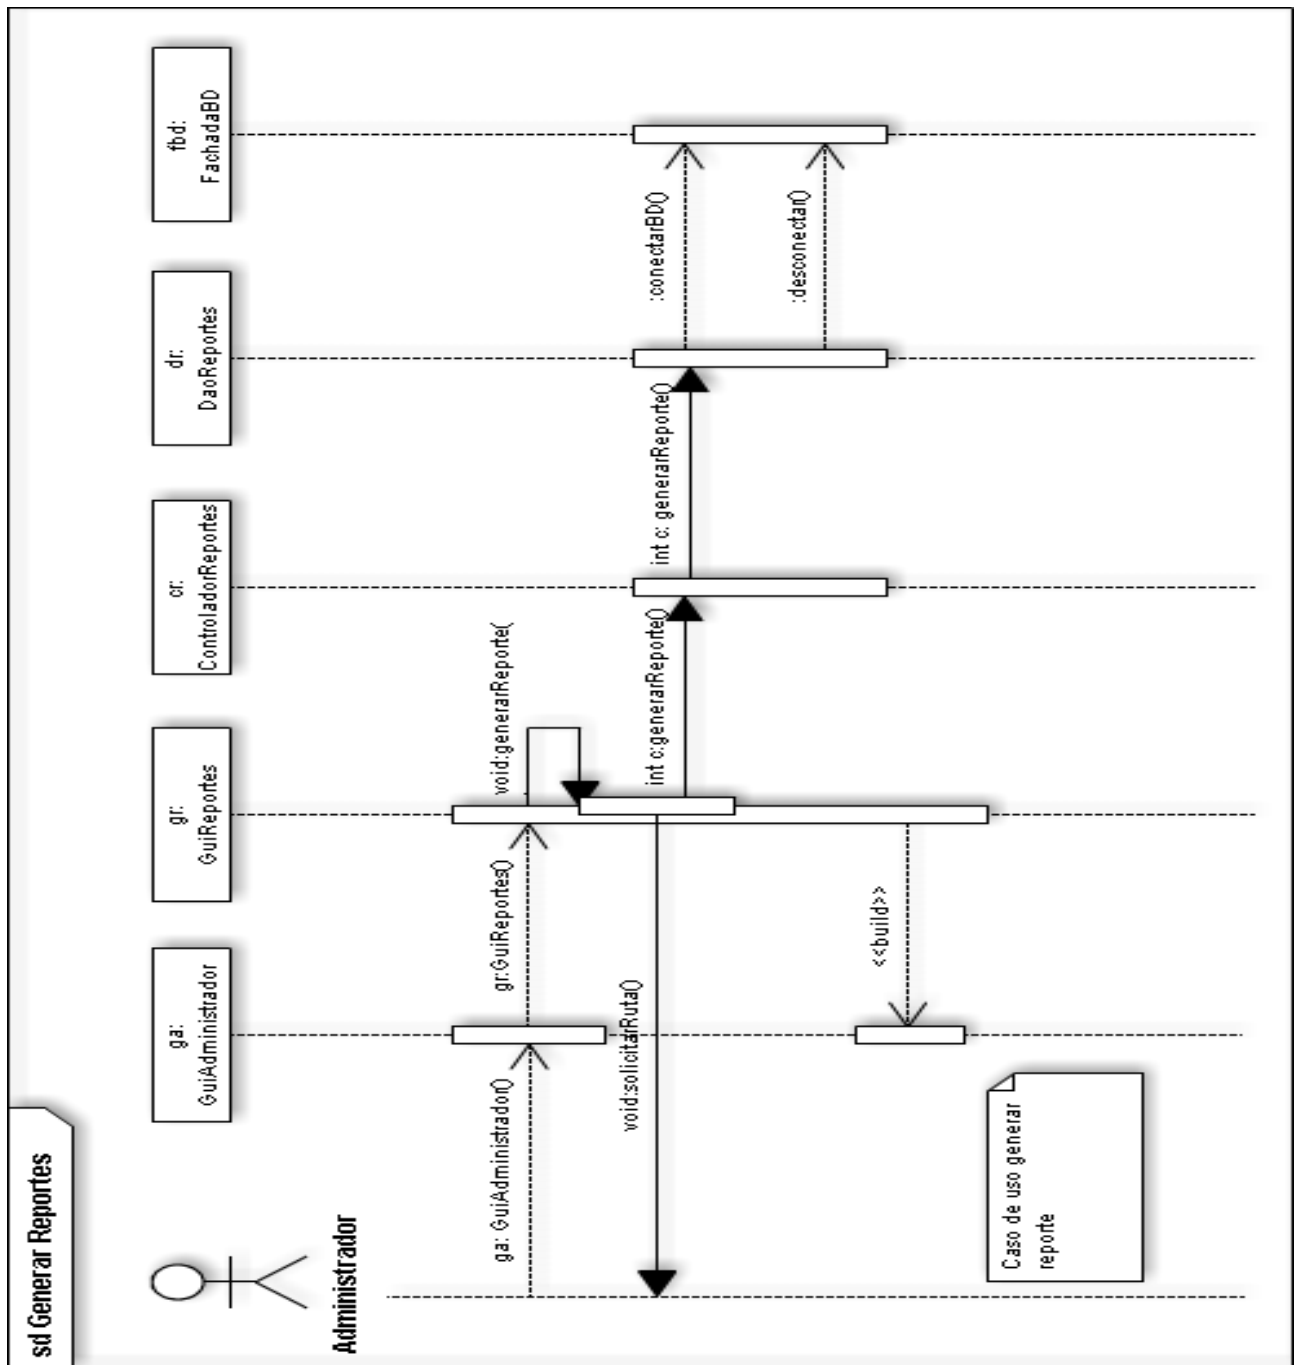 sd Generar Reportes
Administrador
ga:
GuiAdministrador
gr:
GuiReportes
cr:
ControladorReportes
dr:
DaoReportes
fbd:
FachadaBD
ga: GuiAdministrador()
gr:GuiReportes()
void:generarReporte(
void:solicitarRuta()
int c:generarReporte()
int c: generarReporte()
:conectarBD()
:desconectar()
<<build>>
Caso de uso generar
reporte